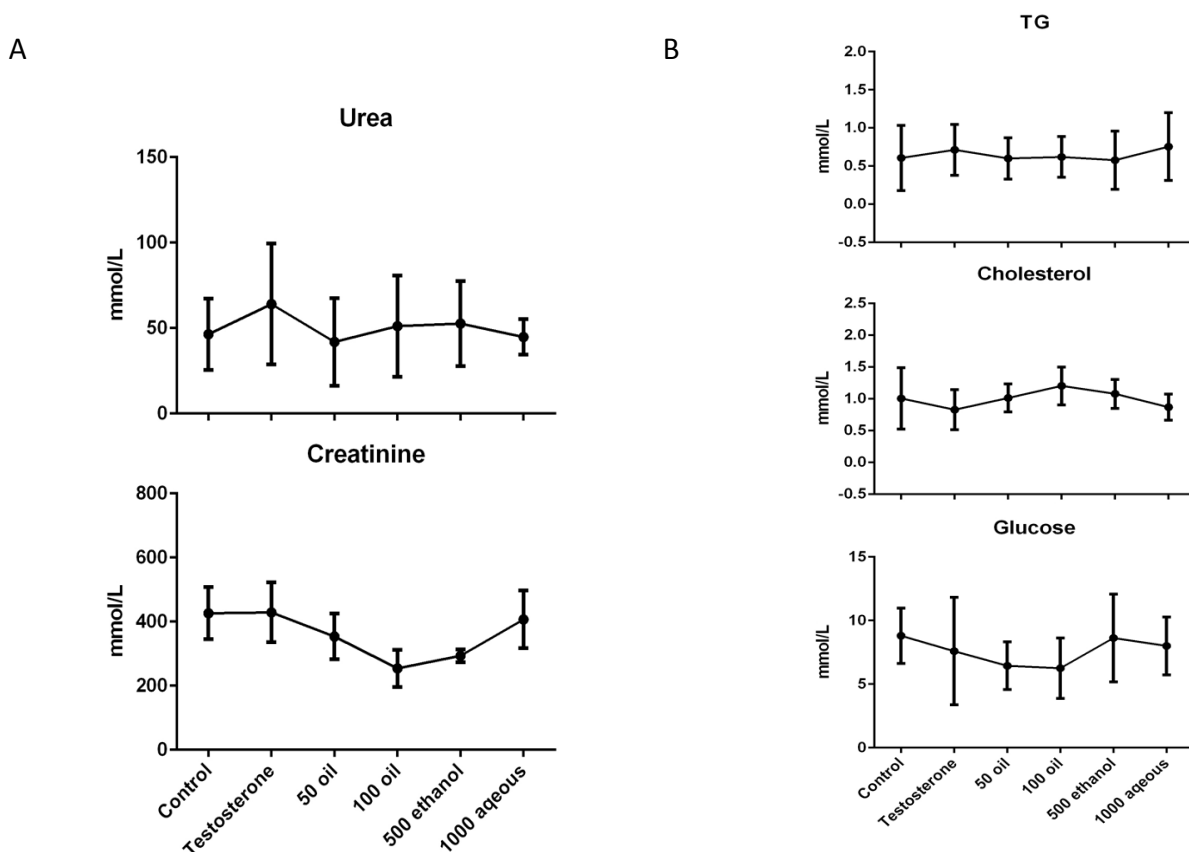 A
Urea
150
100
50
0
mmol/L
Creatinine
800
600
400
200
0
mmol/L
Control
Testosterone
50 oil
100 oil
500 ethanol
1000 aqeous
B
TG
2.0
1.5
1.0
0.5
0.0
-0.5
mmol/L
Cholesterol
2.5
2.0
1.5
1.0
0.5
0.0
-0.5
mmol/L
Glucose
15
10
5
0
mmol/L
Control
Testosterone
50 oil
100 oil
500 ethanol
1000 aqeous